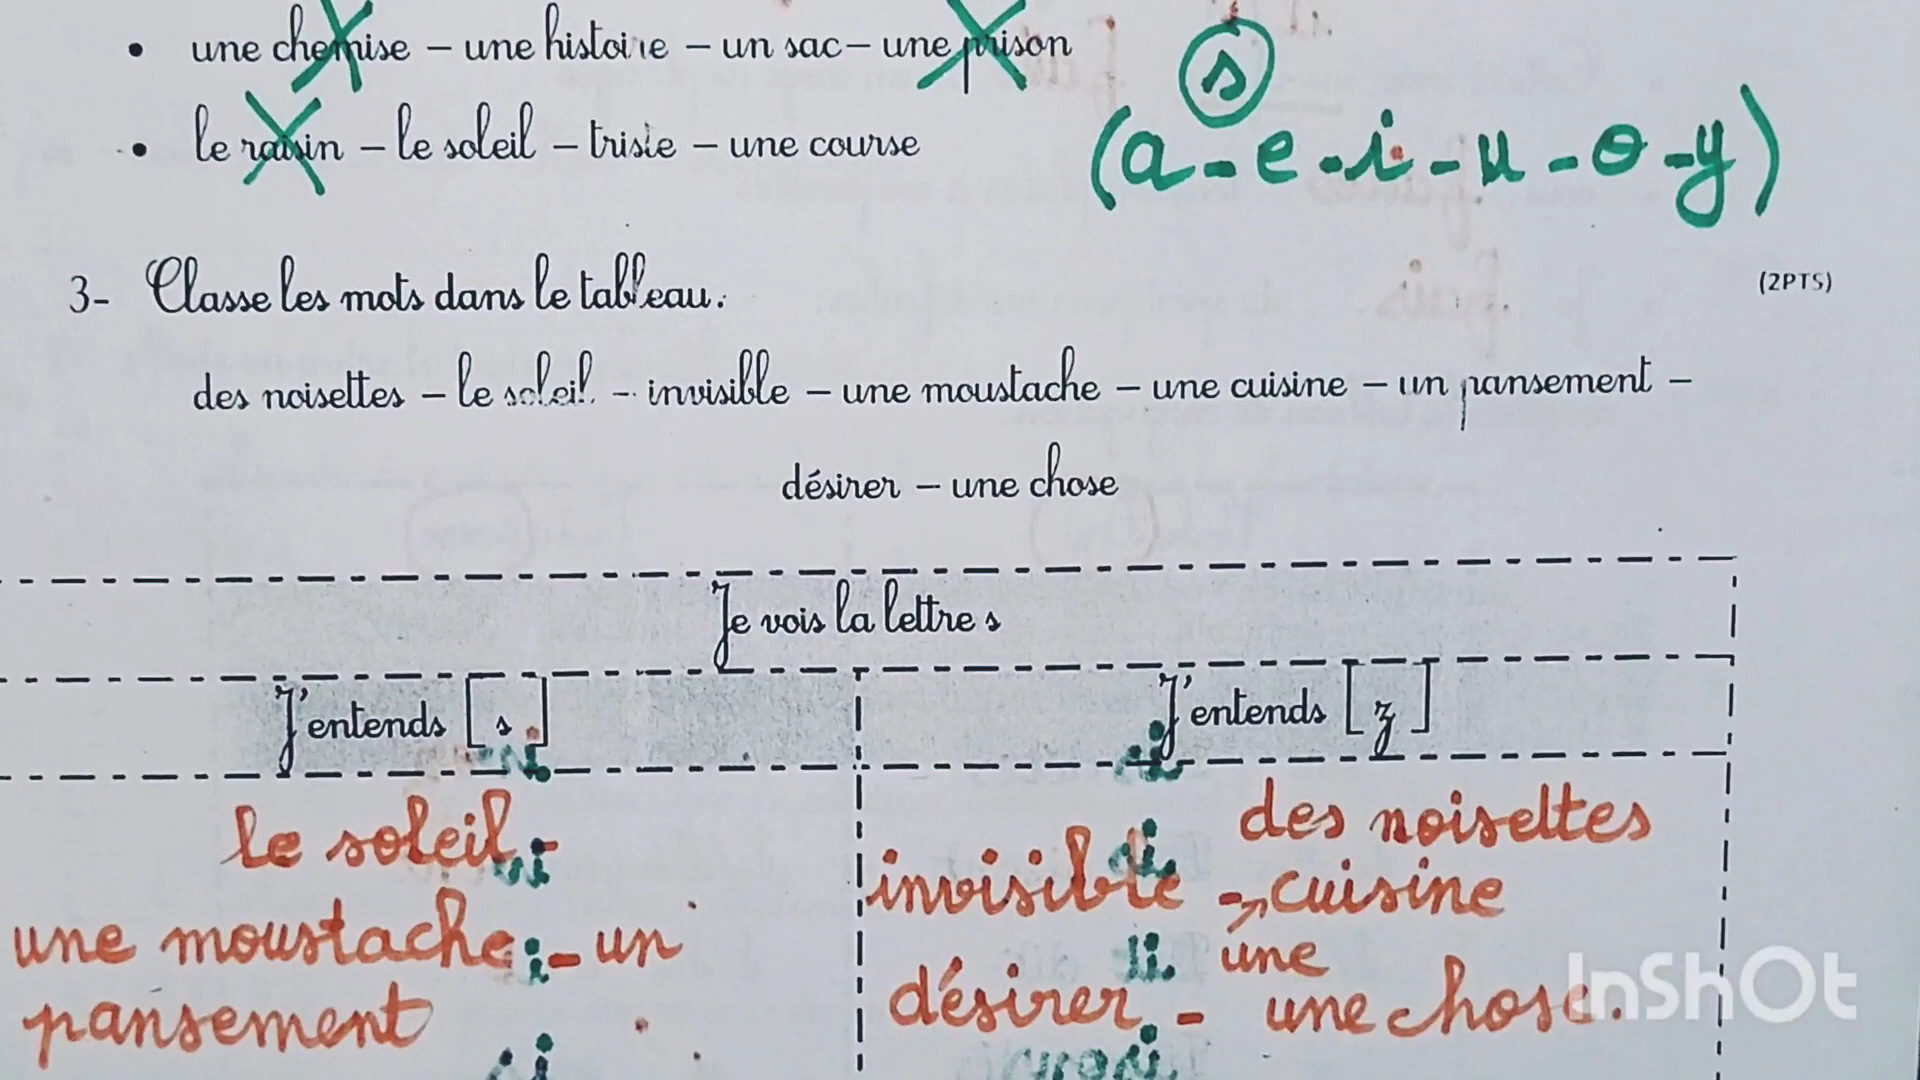 • une chemise – une histoire – un sac – une prison
s
• le raisin – le soleil – triste – une course
(a - e - i - u - o - y)
3- Classe les mots dans le tableau. (2PTS)
des noisettes – le soleil – invisible – une moustache – une cuisine – un pansement –
désirer – une chose
Je vois la lettre s
J'entends [s] J'entends [z]
le soleil -
une moustache - un
pansement
des noisettes
invisible - cuisine
une
désirer - une chose.
InShOt